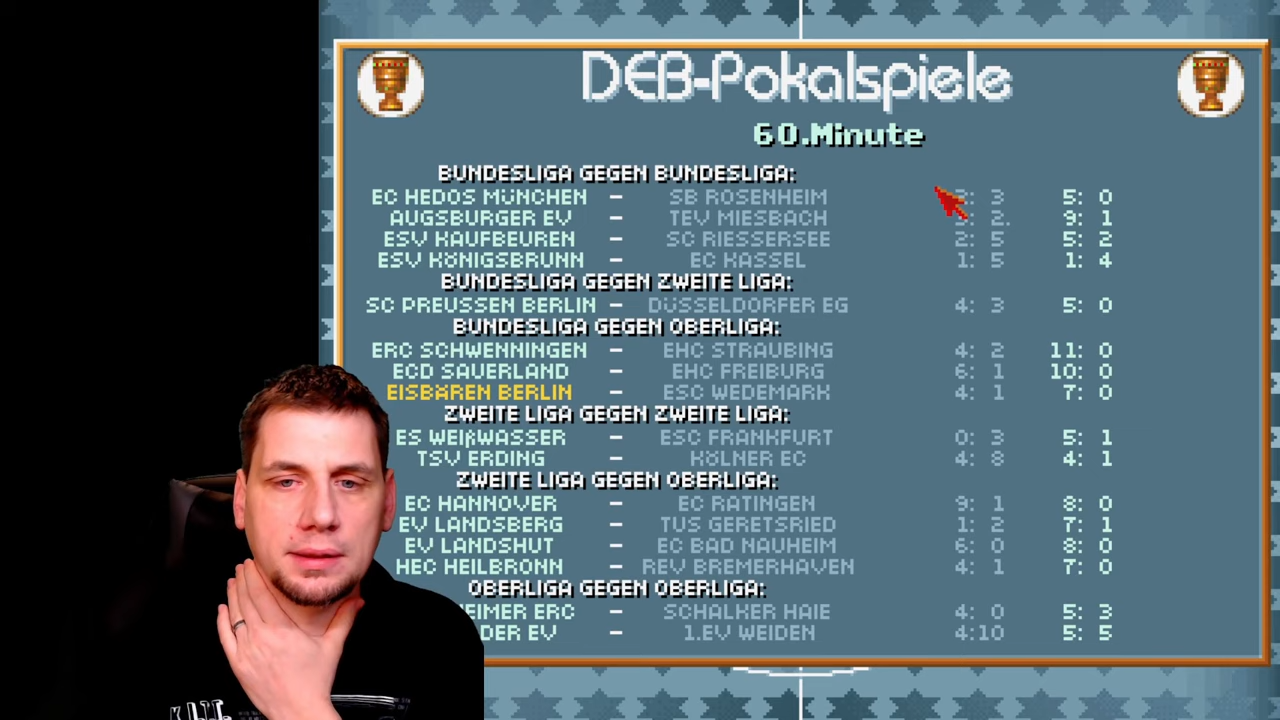 DEB-Pokalspiele
60.Minute
BUNDESLIGA GEGEN BUNDESLIGA:
EC HEDOS MÜNCHEN – SB ROSENHEIM : 3 5: 0
AUGSBURGER EV – TEV MIESBACH : 2. 9: 1
ESV KAUFBEUREN – SC RIESSERSEE 2: 5 5: 2
ESV KÖNIGSBRUNN – EC KASSEL 1: 5 1: 4
BUNDESLIGA GEGEN ZWEITE LIGA:
SC PREUSSEN BERLIN – DÜSSELDORFER EG 4: 3 5: 0
BUNDESLIGA GEGEN OBERLIGA:
ERC SCHWENNINGEN – EHC STRAUBING 4: 2 11: 0
ECD SAUERLAND – EHC FREIBURG 6: 1 10: 0
EISBÄREN BERLIN – ESC WEDEMARK 4: 1 7: 0
ZWEITE LIGA GEGEN ZWEITE LIGA:
ES WEIßWASSER – ESC FRANKFURT 0: 3 5: 1
TSV ERDING – KÖLNER EC 4: 8 4: 1
ZWEITE LIGA GEGEN OBERLIGA:
EC HANNOVER – EC RATINGEN 9: 1 8: 0
EV LANDSBERG – TUS GERETSRIED 1: 2 7: 1
EV LANDSHUT – EC BAD NAUHEIM 6: 0 8: 0
HEC HEILBRONN – REV BREMERHAVEN 4: 1 7: 0
OBERLIGA GEGEN OBERLIGA:
EIMER ERC – SCHALKER HAIE 4: 0 5: 3
DER EV – 1.EV WEIDEN 4:10 5: 5